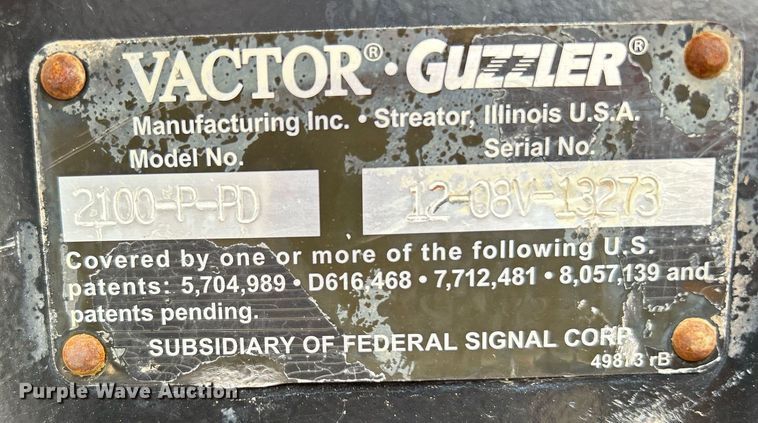 VACTOR® · GUZZLER®
Manufacturing Inc. • Streator, Illinois U.S.A.
Model No. Serial No.
2100-P-PD 12-08V-13273
Covered by one or more of the following U.S.
patents: 5,704,989 • D616,468 • 7,712,481 • 8,057,139 and
patents pending.
SUBSIDIARY OF FEDERAL SIGNAL CORP.
rB
Purple Wave Auction